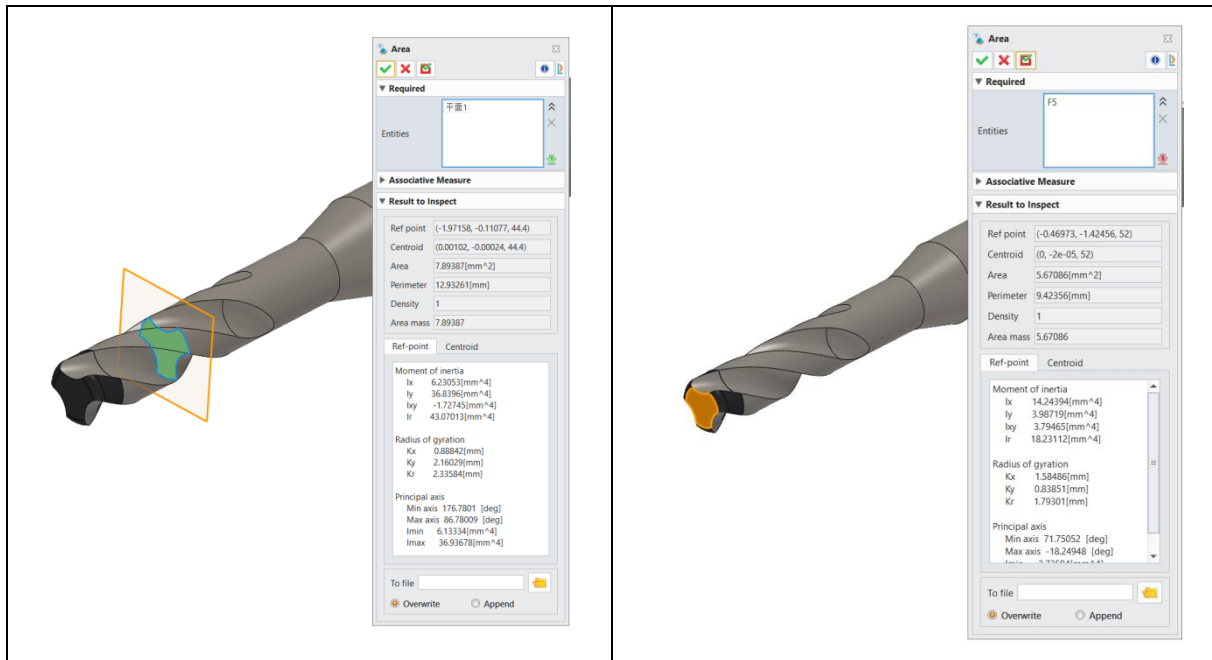 Area
Required
平面1
Entities
Associative Measure
Result to Inspect
Ref point (-1.97158, -0.11077, 44.4)
Centroid (0.00102, -0.00024, 44.4)
Area 7.89387[mm^2]
Perimeter 12.93261[mm]
Density 1
Area mass 7.89387
Ref-point Centroid
Moment of inertia
Ix 6.23053[mm^4]
Iy 36.8396[mm^4]
Ixy -1.72745[mm^4]
Ir 43.07013[mm^4]
Radius of gyration
Kx 0.88842[mm]
Ky 2.16029[mm]
Kr 2.33584[mm]
Principal axis
Min axis 176.7801 [deg]
Max axis 86.78009 [deg]
Imin 6.13334[mm^4]
Imax 36.93678[mm^4]
To file
Overwrite Append
Area
Required
F5
Entities
Associative Measure
Result to Inspect
Ref point (-0.46973, -1.42456, 52)
Centroid (0, -2e-05, 52)
Area 5.67086[mm^2]
Perimeter 9.42356[mm]
Density 1
Area mass 5.67086
Ref-point Centroid
Moment of inertia
Ix 14.24394[mm^4]
Iy 3.98719[mm^4]
Ixy 3.79465[mm^4]
Ir 18.23112[mm^4]
Radius of gyration
Kx 1.58486[mm]
Ky 0.83851[mm]
Kr 1.79301[mm]
Principal axis
Min axis 71.75052 [deg]
Max axis -18.24948 [deg]
To file
Overwrite Append